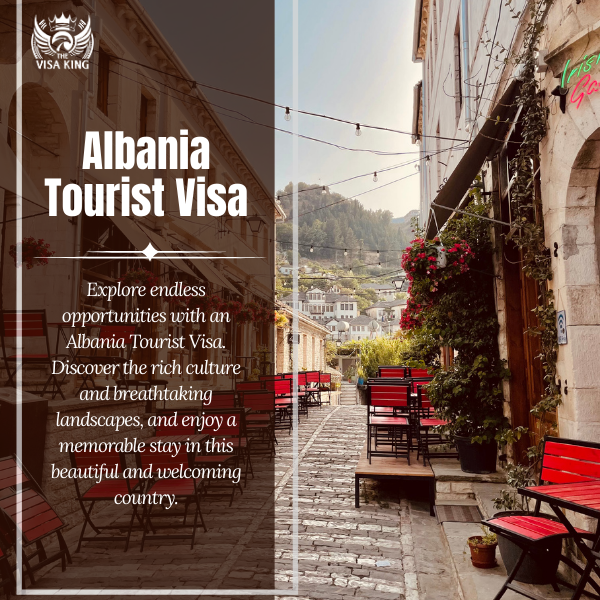 THE
VISA KING
Albania
Tourist Visa
Explore endless
opportunities with an
Albania Tourist Visa.
Discover the rich culture
and breathtaking
landscapes, and enjoy a
memorable stay in this
beautiful and welcoming
country.